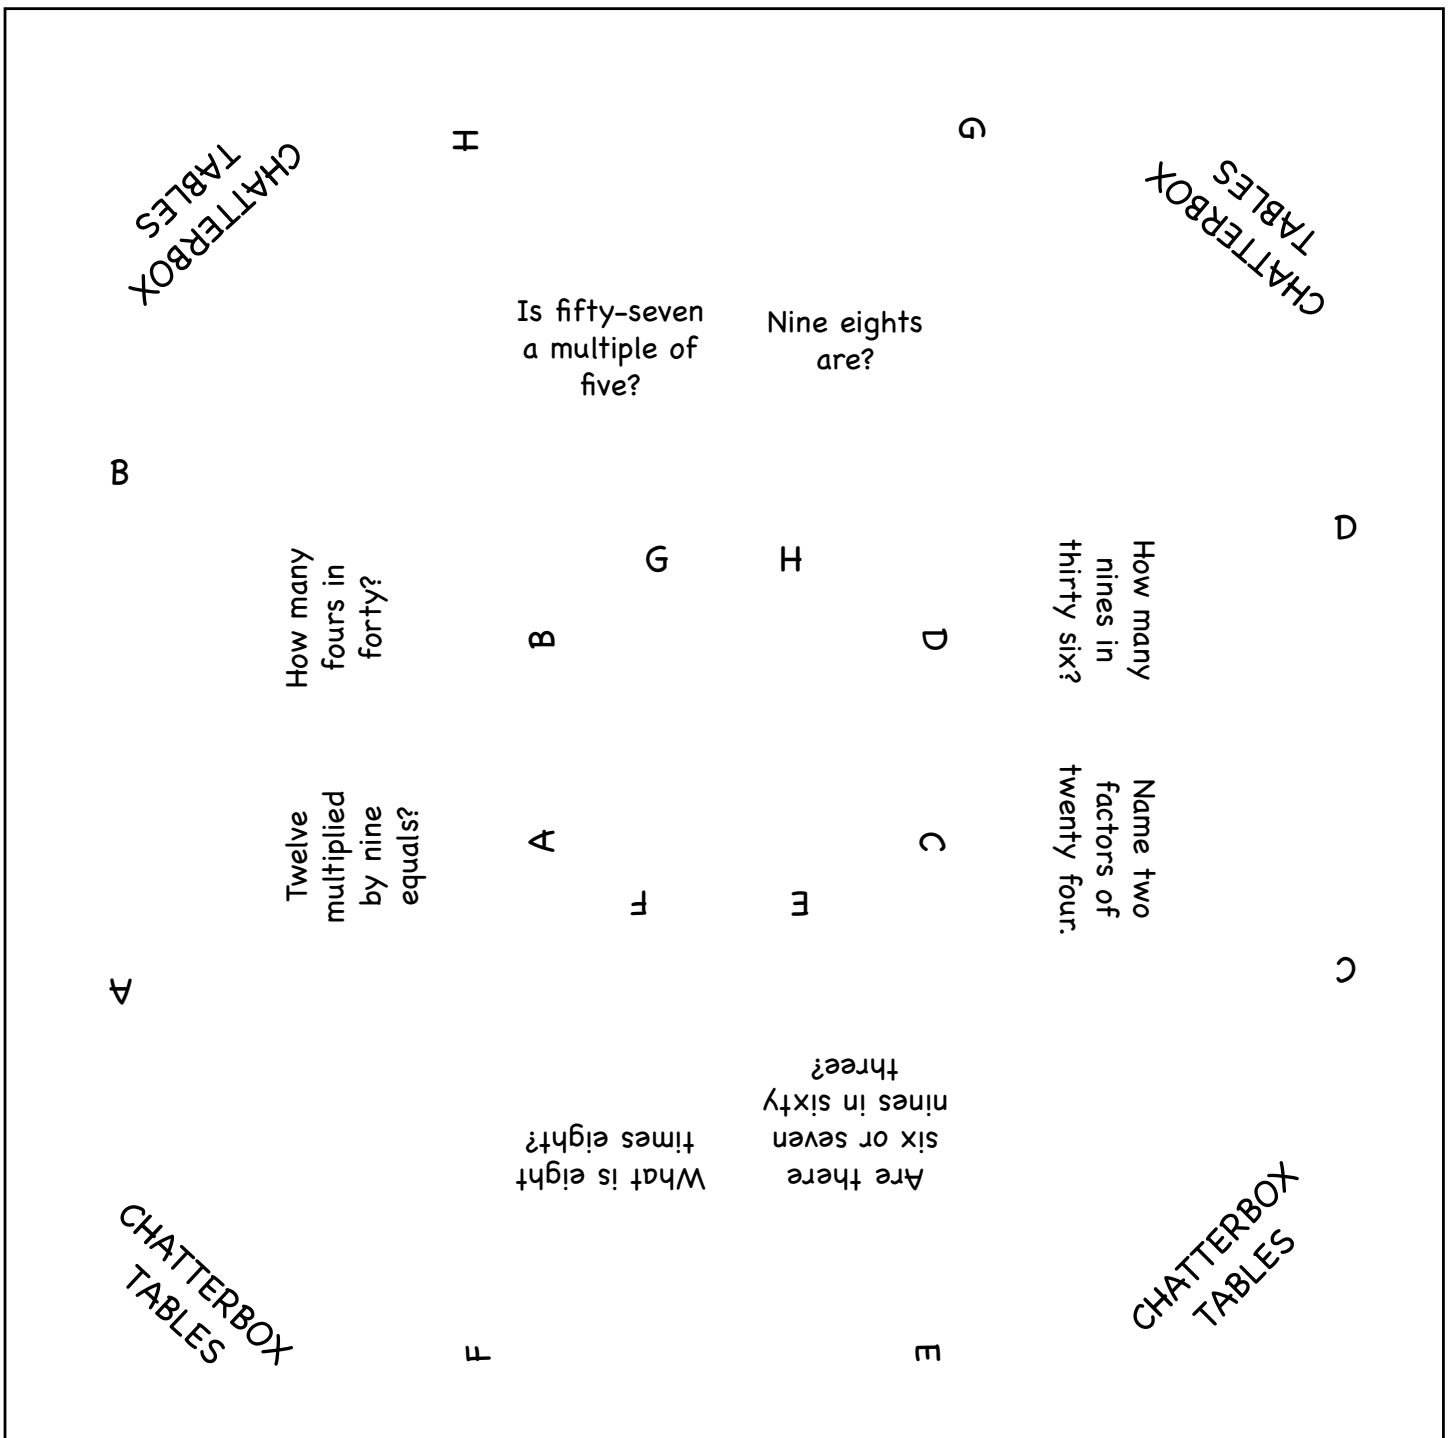 CHATTERBOX
TABLES
H
G
CHATTERBOX
TABLES
Is fifty-seven
a multiple of
five?
Nine eights
are?
B
D
How many
fours in
forty?
G
H
How many
nines in
thirty six?
B
D
Twelve
multiplied
by nine
equals?
A
C
Name two
factors of
twenty four.
F
E
A
C
What is eight
times eight?
Are there
six or seven
nines in sixty
three?
CHATTERBOX
TABLES
F
E
CHATTERBOX
TABLES